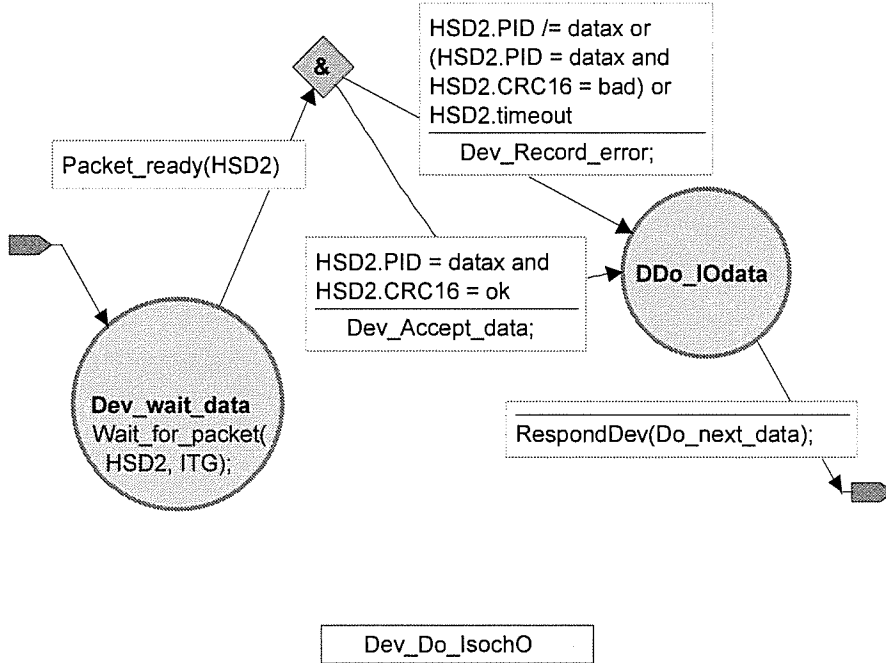 &
HSD2.PID /= datax or
(HSD2.PID = datax and
HSD2.CRC16 = bad) or
HSD2.timeout
Dev_Record_error;
Packet_ready(HSD2)
HSD2.PID = datax and
HSD2.CRC16 = ok
Dev_Accept_data;
DDo_IOdata
Dev_wait_data
Wait_for_packet(
HSD2, ITG);
RespondDev(Do_next_data);
Dev_Do_IsochO